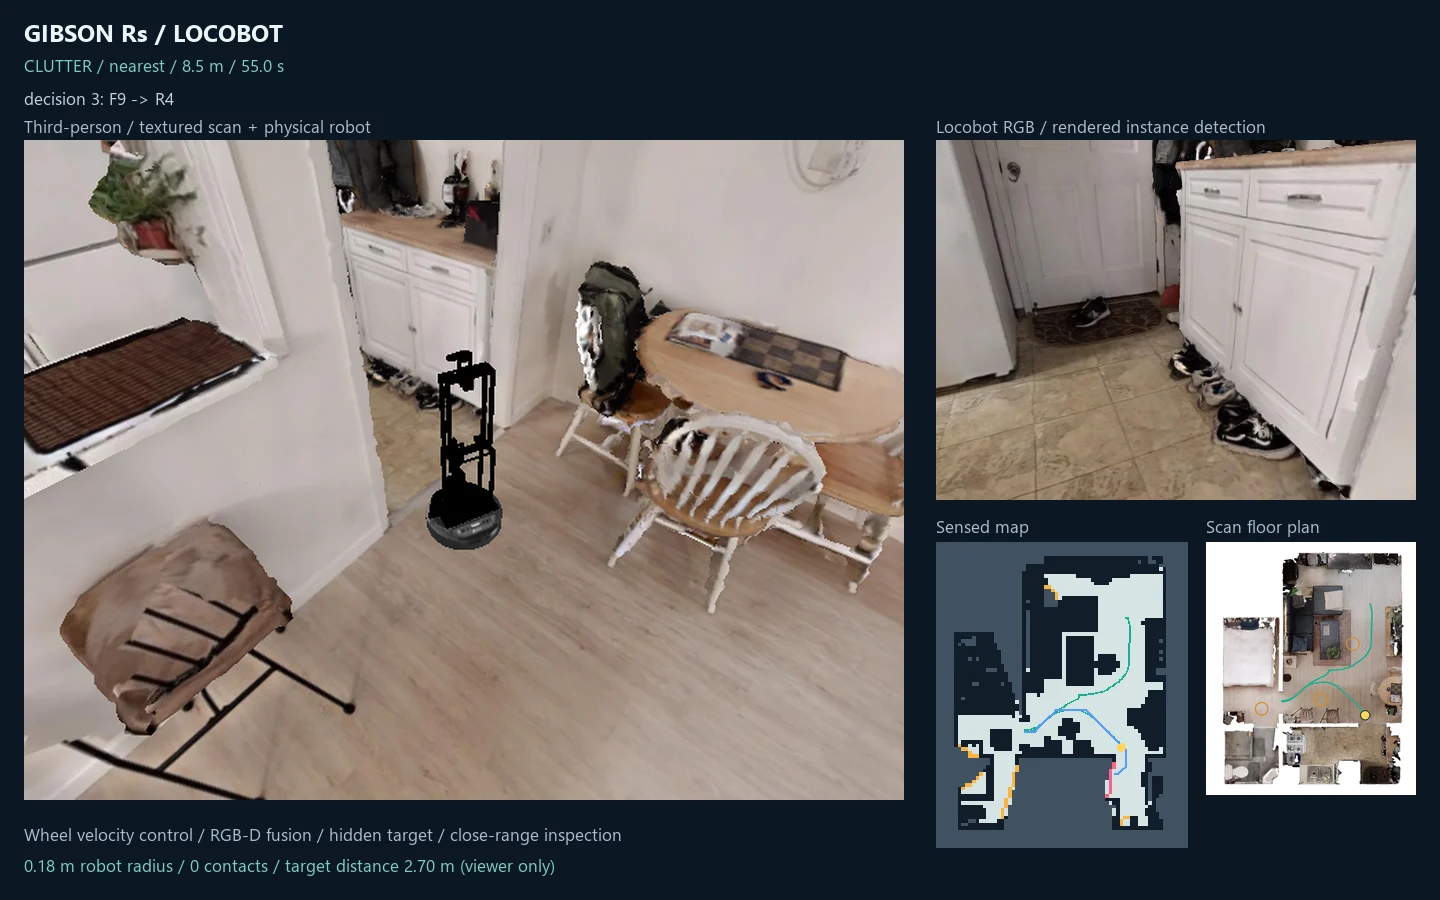 GIBSON Rs / LOCOBOT
CLUTTER / nearest / 8.5 m / 55.0 s
decision 3: F9 -> R4
Third-person / textured scan + physical robot
Locobot RGB / rendered instance detection
Sensed map
Scan floor plan
Wheel velocity control / RGB-D fusion / hidden target / close-range inspection
0.18 m robot radius / 0 contacts / target distance 2.70 m (viewer only)